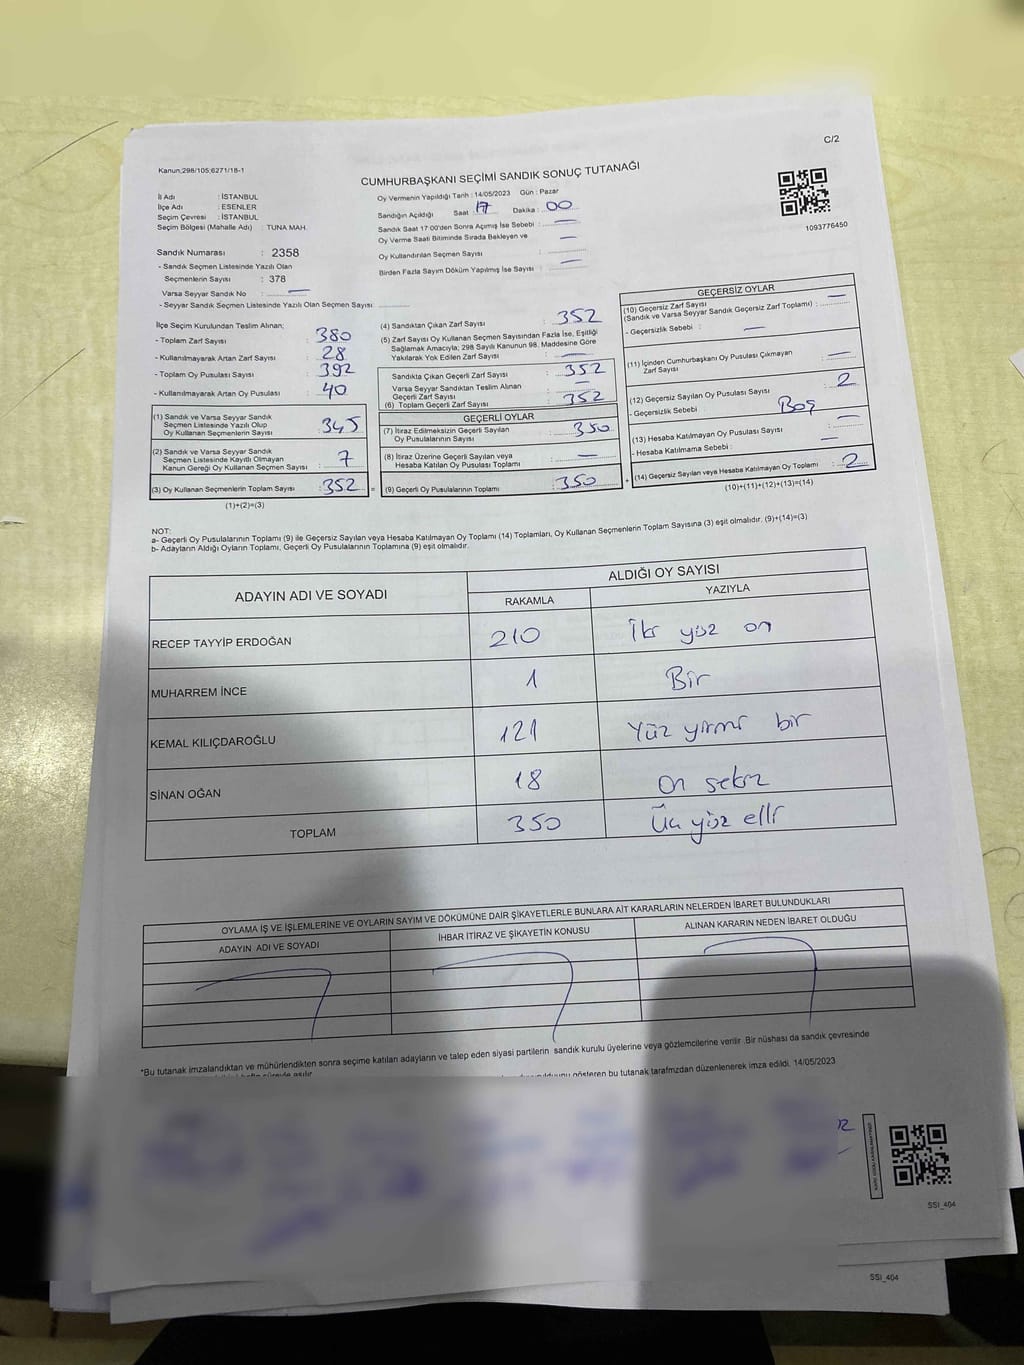 C/2
Kanun;298/105;6271/18-1
CUMHURBAŞKANI SEÇİMİ SANDIK SONUÇ TUTANAĞI
İl Adı : İSTANBUL
İlçe Adı : ESENLER
Seçim Çevresi : İSTANBUL
Seçim Bölgesi (Mahalle Adı) : TUNA MAH.
Sandık Numarası : 2358
- Sandık Seçmen Listesinde Yazılı Olan
Seçmenlerin Sayısı : 378
Varsa Seyyar Sandık No : —
- Seyyar Sandık Seçmen Listesinde Yazılı Olan Seçmen Sayısı:
Oy Vermenin Yapıldığı Tarih : 14/05/2023 Gün : Pazar
Sandığın Açıldığı Saat : 17 Dakika : 00
Sandık Saat 17:00'den Sonra Açımış İse Sebebi : —
Oy Verme Saati Bitiminde Sırada Bekleyen ve —
Oy Kullandırılan Seçmen Sayısı
Birden Fazla Sayım Döküm Yapılmış İse Sayısı : —
1093776450
İlçe Seçim Kurulundan Teslim Alınan;
- Toplam Zarf Sayısı : 380
- Kullanılmayarak Artan Zarf Sayısı : 28
- Toplam Oy Pusulası Sayısı : 392
- Kullanılmayarak Artan Oy Pusulası : 40
(1) Sandık ve Varsa Seyyar Sandık
Seçmen Listesinde Yazılı Olup
Oy Kullanan Seçmenlerin Sayısı : 345
(2) Sandık ve Varsa Seyyar Sandık
Seçmen Listesinde Kayıtlı Olmayan
Kanun Gereği Oy Kullanan Seçmen Sayısı : 7
(3) Oy Kullanan Seçmenlerin Toplam Sayısı : 352 =
(1)+(2)=(3)
(4) Sandıktan Çıkan Zarf Sayısı : 352
(5) Zarf Sayısı Oy Kullanan Seçmen Sayısından Fazla İse, Eşitliği
Sağlamak Amacıyla; 298 Sayılı Kanunun 98. Maddesine Göre
Yakılarak Yok Edilen Zarf Sayısı : —
Sandıkta Çıkan Geçerli Zarf Sayısı : 352
Varsa Seyyar Sandıktan Teslim Alınan
Geçerli Zarf Sayısı : —
(6) Toplam Geçerli Zarf Sayısı : 352
GEÇERLİ OYLAR
(7) İtiraz Edilmeksizin Geçerli Sayılan
Oy Pusulalarının Sayısı : 350
(8) İtiraz Üzerine Geçerli Sayılan veya
Hesaba Katılan Oy Pusulası Toplamı : —
(9) Geçerli Oy Pusulalarının Toplamı : 350 +
GEÇERSİZ OYLAR
(10) Geçersiz Zarf Sayısı —
(Sandık ve Varsa Seyyar Sandık Geçersiz Zarf Toplamı) :
- Geçersizlik Sebebi : —
(11) İçinden Cumhurbaşkanı Oy Pusulası Çıkmayan
Zarf Sayısı : —
(12) Geçersiz Sayılan Oy Pusulası Sayısı : 2
- Geçersizlik Sebebi : Boş
(13) Hesaba Katılmayan Oy Pusulası Sayısı : —
- Hesaba Katılmama Sebebi : —
(14) Geçersiz Sayılan veya Hesaba Katılmayan Oy Toplamı : 2
(10)+(11)+(12)+(13)=(14)
NOT:
a- Geçerli Oy Pusulalarının Toplamı (9) ile Geçersiz Sayılan veya Hesaba Katılmayan Oy Toplamı (14) Toplamları, Oy Kullanan Seçmenlerin Toplam Sayısına (3) eşit olmalıdır. (9)+(14)=(3)
b- Adayların Aldığı Oyların Toplamı, Geçerli Oy Pusulalarının Toplamına (9) eşit olmalıdır.
ADAYIN ADI VE SOYADI ALDIĞI OY SAYISI
RAKAMLA YAZIYLA
RECEP TAYYİP ERDOĞAN 210 İki yüz on
MUHARREM İNCE 1 Bir
KEMAL KILIÇDAROĞLU 121 Yüz yirmi bir
SİNAN OĞAN 18 On sekiz
TOPLAM 350 Üç yüz elli
OYLAMA İŞ VE İŞLEMLERİNE VE OYLARIN SAYIM VE DÖKÜMÜNE DAİR ŞİKAYETLERLE BUNLARA AİT KARARLARIN NELERDEN İBARET BULUNDUKLARI
ADAYIN ADI VE SOYADI İHBAR İTİRAZ VE ŞİKAYETİN KONUSU ALINAN KARARIN NEDEN İBARET OLDUĞU
*Bu tutanak imzalandıktan ve mühürlendikten sonra seçime katılan adayların ve talep eden siyasi partilerin sandık kurulu üyelerine veya gözlemcilerine verilir .Bir nüshası da sandık çevresinde
gösteren bu tutanak tarafımızdan düzenlenerek imza edildi. 14/05/2023
SSI_404
SSI_404